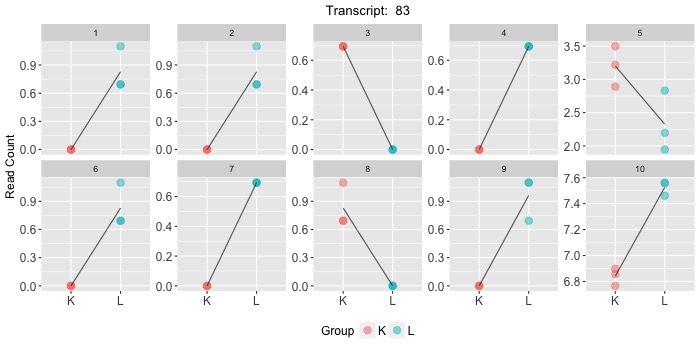 Transcript: 83
1 2 3 4 5
0.9 0.6 0.3 0.0
0.9 0.6 0.3 0.0
0.6 0.4 0.2 0.0
0.6 0.4 0.2 0.0
3.5 3.0 2.5 2.0
Read Count
6 7 8 9 10
0.9 0.6 0.3 0.0
0.6 0.4 0.2 0.0
0.9 0.6 0.3 0.0
0.9 0.6 0.3 0.0
7.6 7.4 7.2 7.0 6.8
K L K L K L K L K L
Group K L